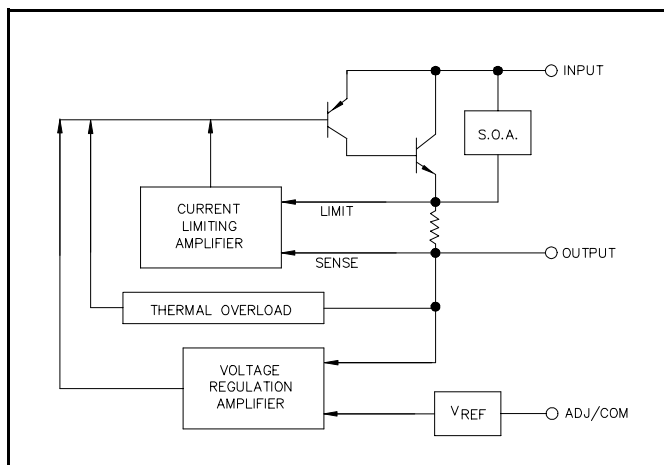 INPUT
S.O.A.
CURRENT
LIMITING
AMPLIFIER
LIMIT
SENSE
OUTPUT
THERMAL OVERLOAD
VOLTAGE
REGULATION
AMPLIFIER
VREF
ADJ/COM